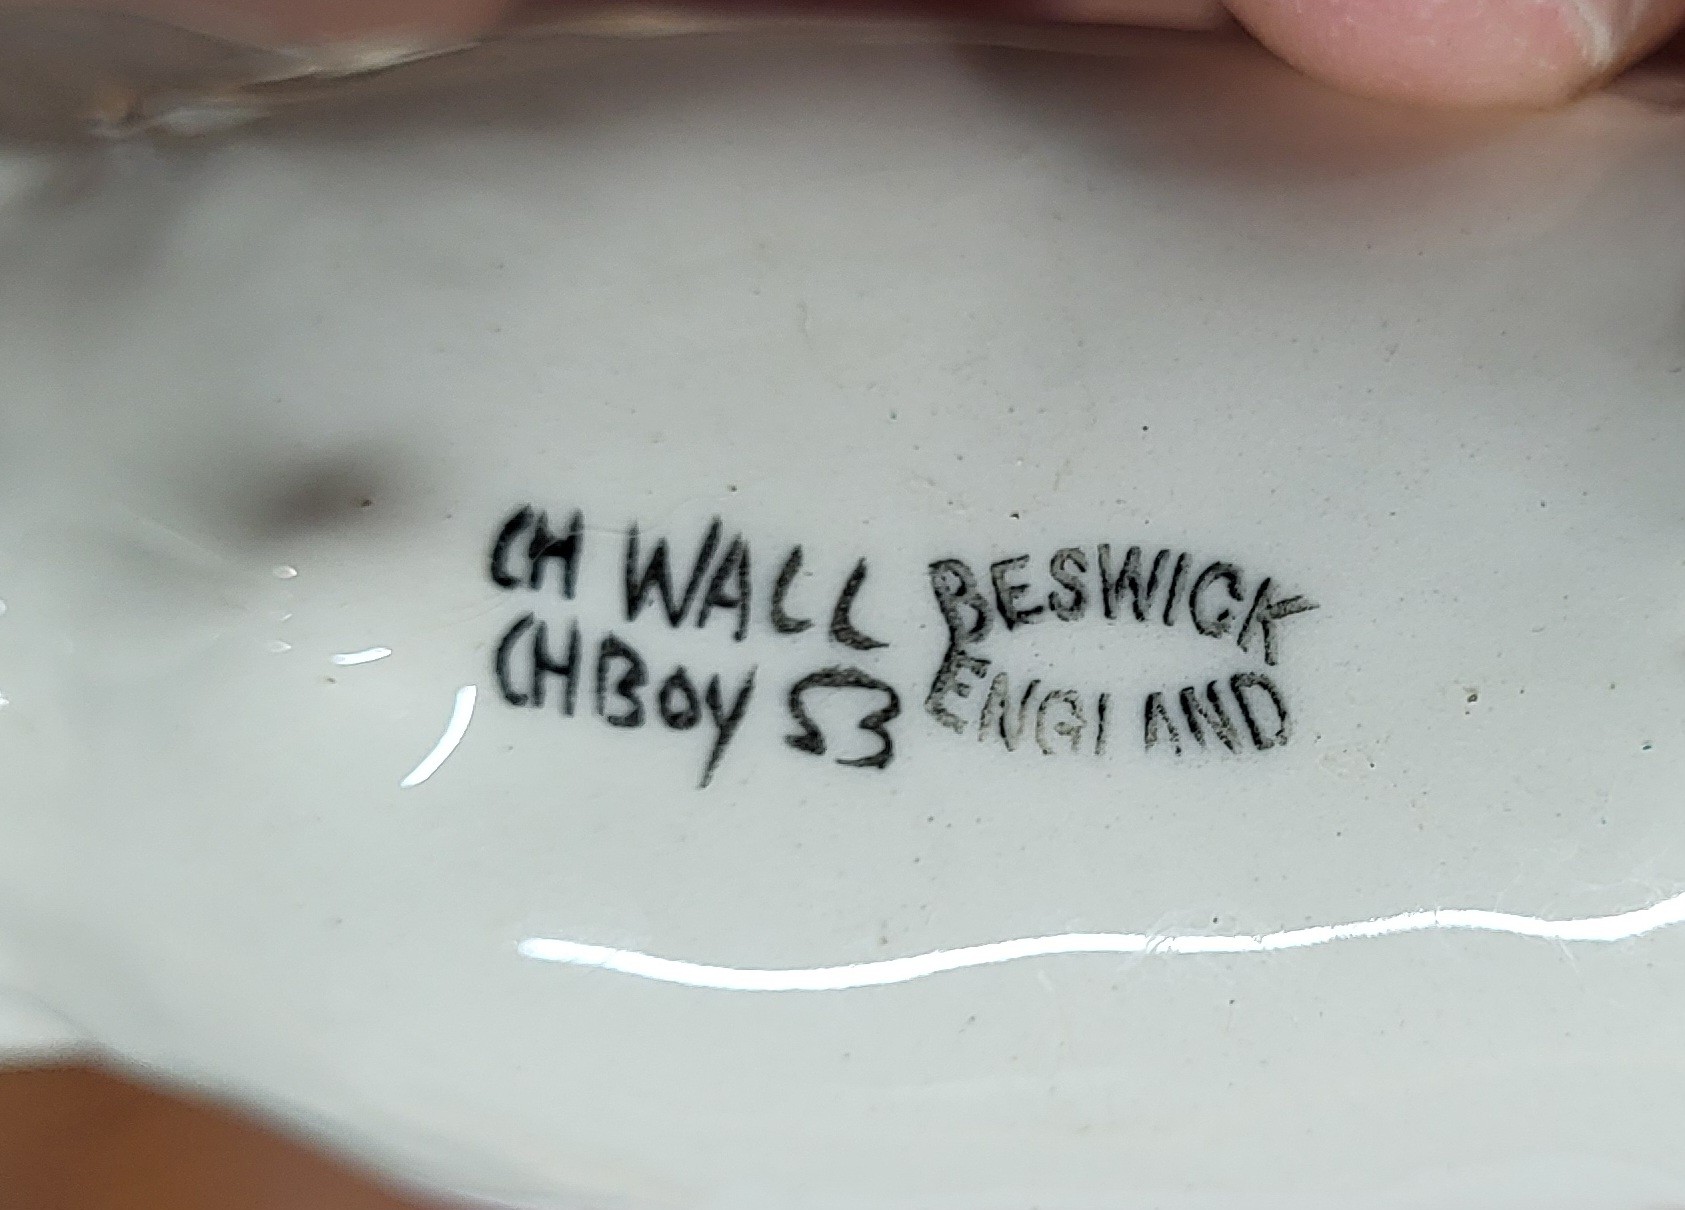 CH WALL
CHBOY 53
BESWICK
ENGLAND